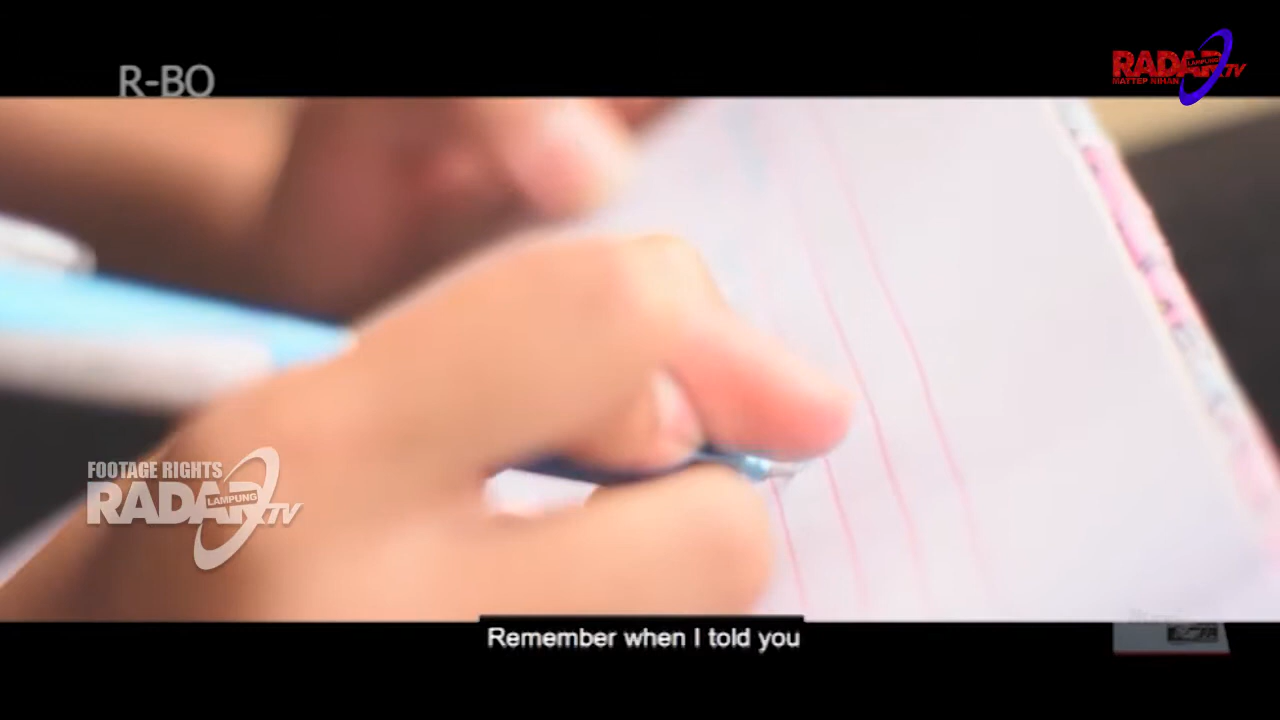 R-BO
RADAR TV
LAMPUNG
MATTEP NIHAN
FOOTAGE RIGHTS
RADAR TV
LAMPUNG
Remember when I told you